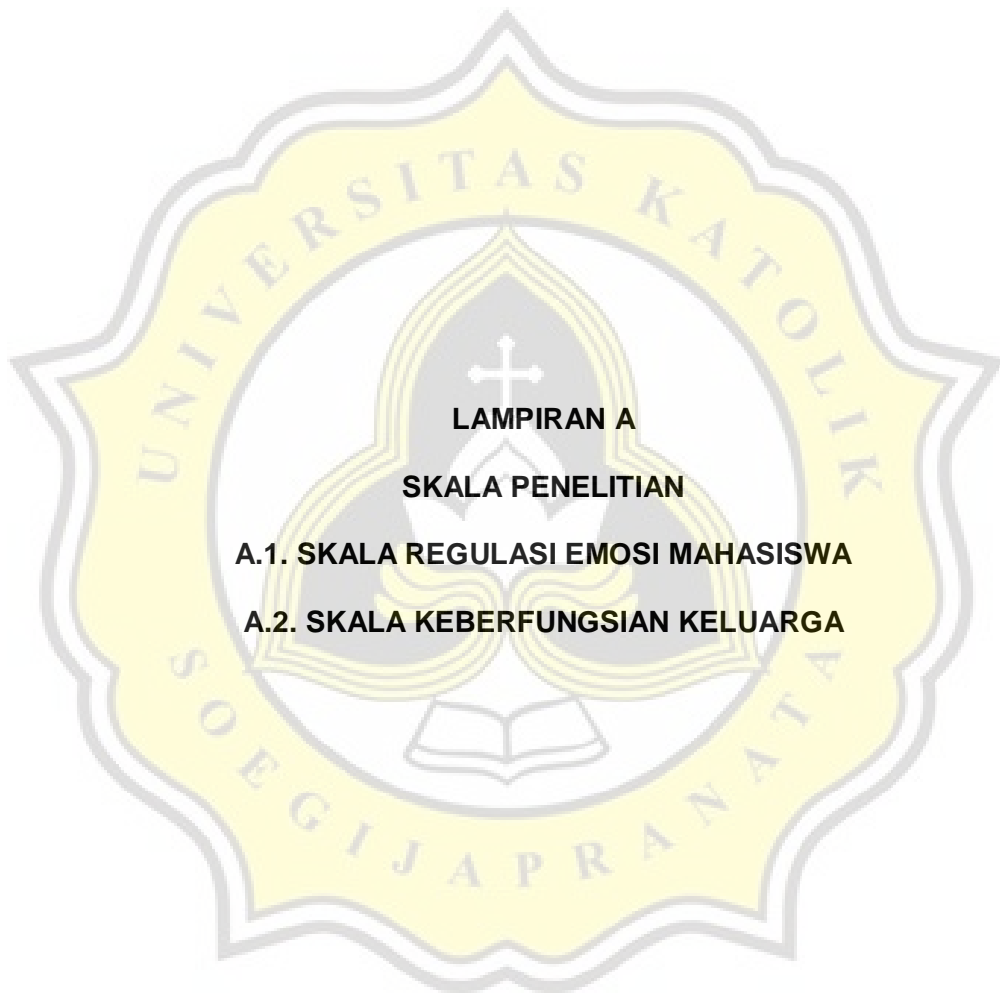 UNIVERSITAS KATOLIK
LAMPIRAN A
SKALA PENELITIAN
A.1. SKALA REGULASI EMOSI MAHASISWA
A.2. SKALA KEBERFUNGSIAN KELUARGA
SOEGIJAPRANATA